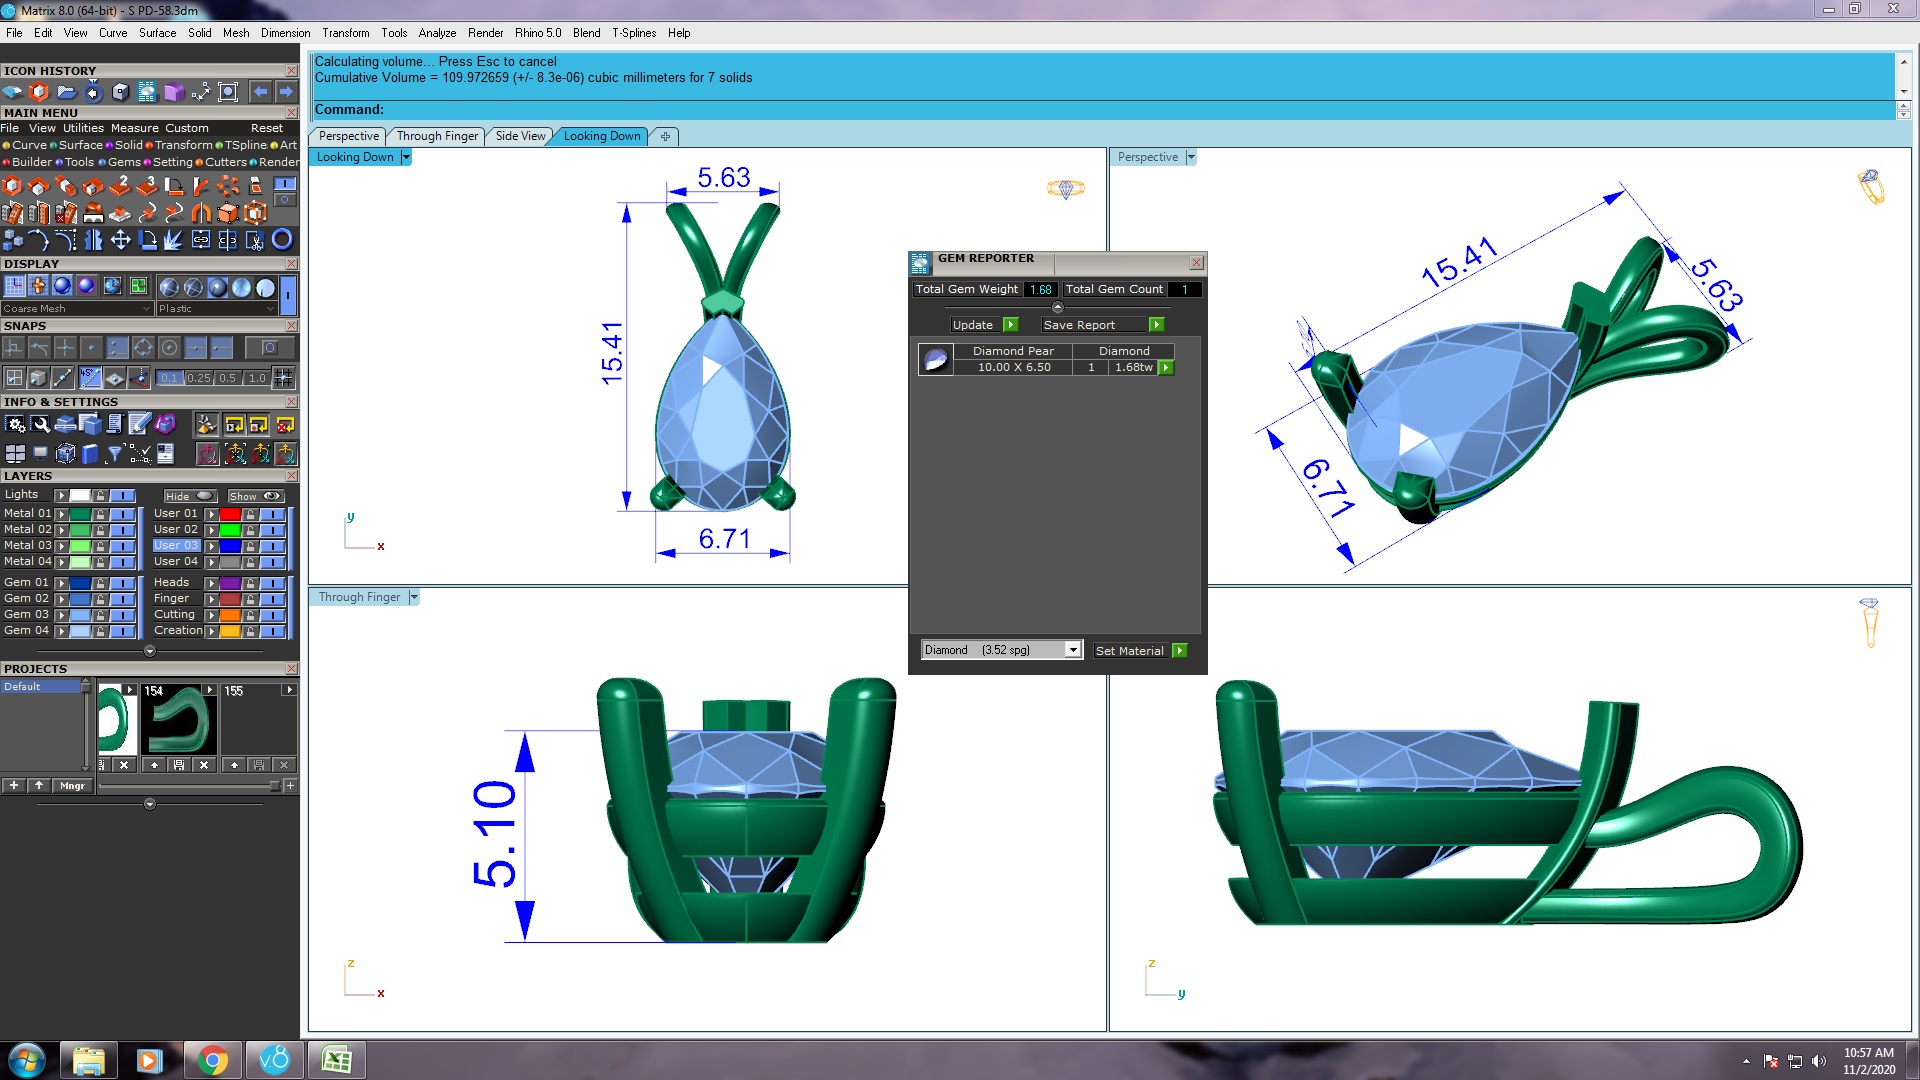 Matrix 8.0 (64-bit) - S PD-58.3dm
File Edit View Curve Surface Solid Mesh Dimension Transform Tools Analyze Render Rhino 5.0 Blend T-Splines Help
Calculating volume... Press Esc to cancel
Cumulative Volume = 109.972659 (+/- 8.3e-06) cubic millimeters for 7 solids
Command:
Perspective Through Finger Side View Looking Down
ICON HISTORY
MAIN MENU
File View Utilities Measure Custom Reset
Curve Surface Solid Transform TSpline Art
Builder Tools Gems Setting Cutters Render
2 3
DISPLAY
Coarse Mesh Plastic
SNAPS
45° 0.1 0.25 0.5 1.0
INFO & SETTINGS
LAYERS
Lights Hide Show
Metal 01 User 01
Metal 02 User 02
Metal 03 User 03
Metal 04 User 04
Gem 01 Heads
Gem 02 Finger
Gem 03 Cutting
Gem 04 Creation
PROJECTS
Default
154 155
Mngr
Looking Down
5.63
15.41
6.71
y
x
Perspective
15.41
5.63
6.71
GEM REPORTER
Total Gem Weight 1.68 Total Gem Count 1
Update Save Report
Diamond Pear Diamond
10.00 X 6.50 1 1.68tw
Diamond (3.52 spg) Set Material
Through Finger
5.10
z
x
z
y
v8
10:57 AM
11/2/2020